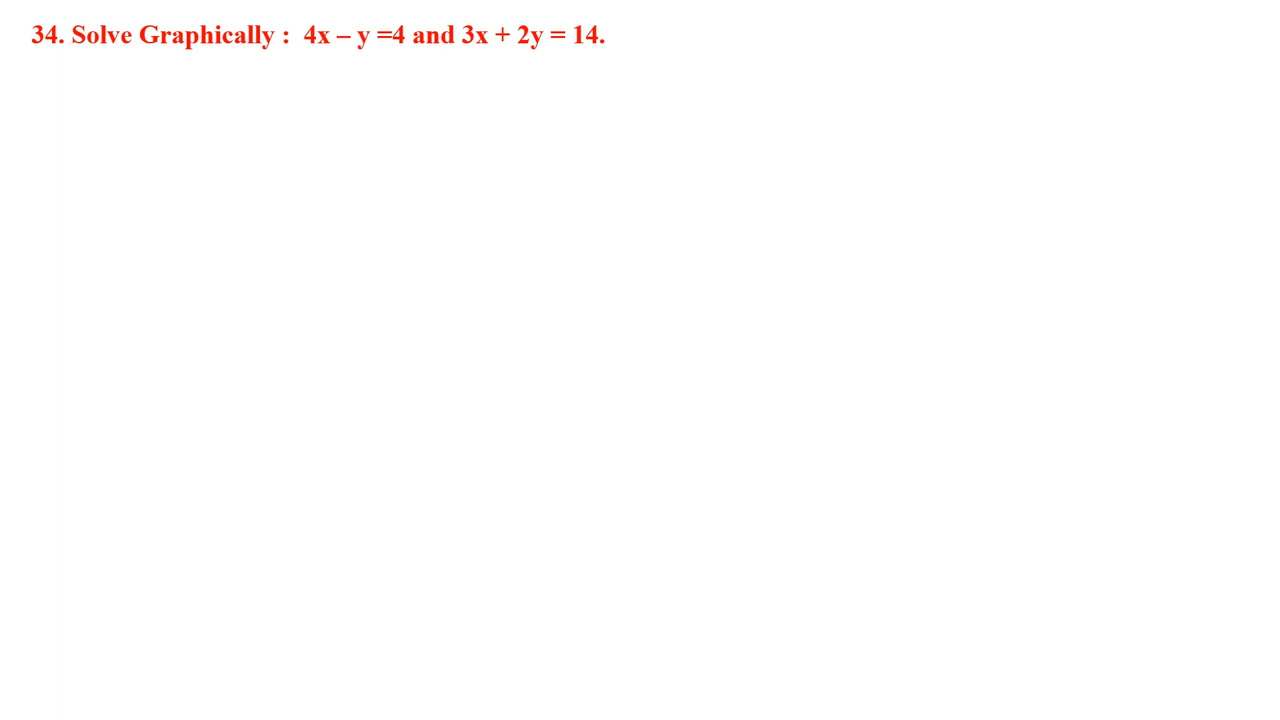 34. Solve Graphically :  4x – y =4 and 3x + 2y = 14.